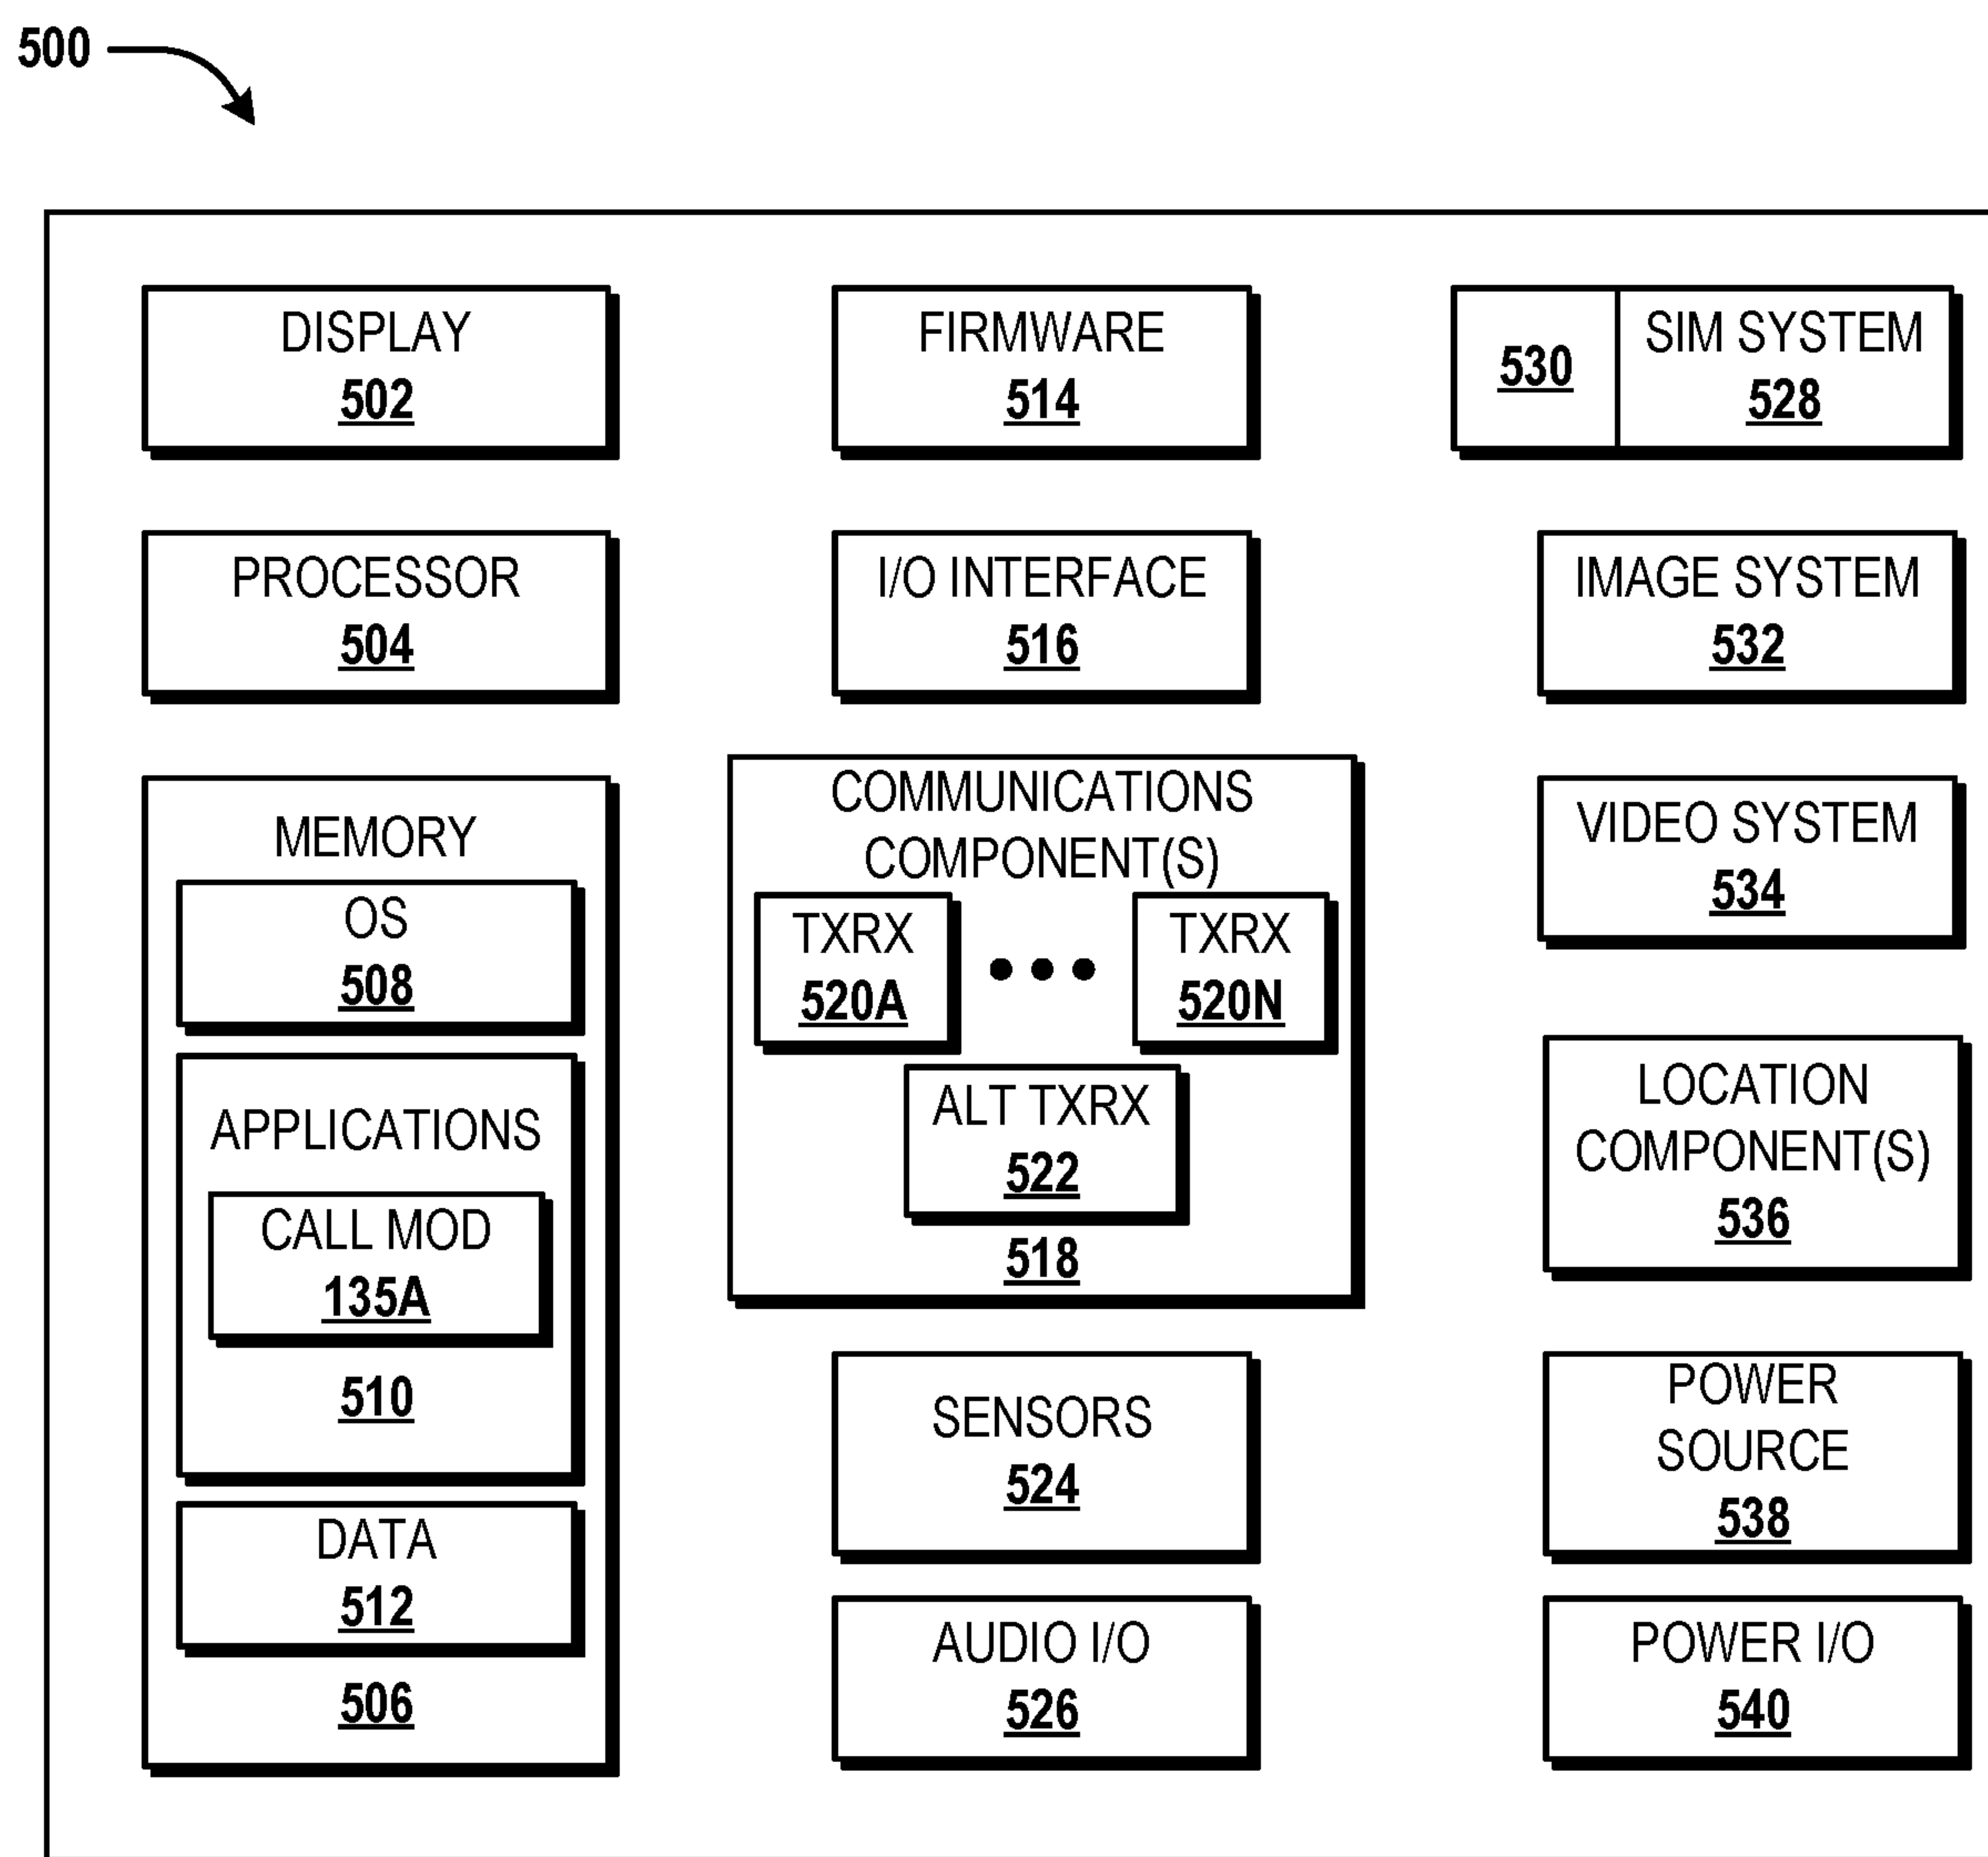 500
DISPLAY
502
PROCESSOR
504
MEMORY
OS
508
APPLICATIONS
CALL MOD
135A
510
DATA
512
506
FIRMWARE
514
I/O INTERFACE
516
COMMUNICATIONS
COMPONENT(S)
TXRX
520A
TXRX
520N
ALT TXRX
522
518
SENSORS
524
AUDIO I/O
526
530
SIM SYSTEM
528
IMAGE SYSTEM
532
VIDEO SYSTEM
534
LOCATION
COMPONENT(S)
536
POWER
SOURCE
538
POWER I/O
540